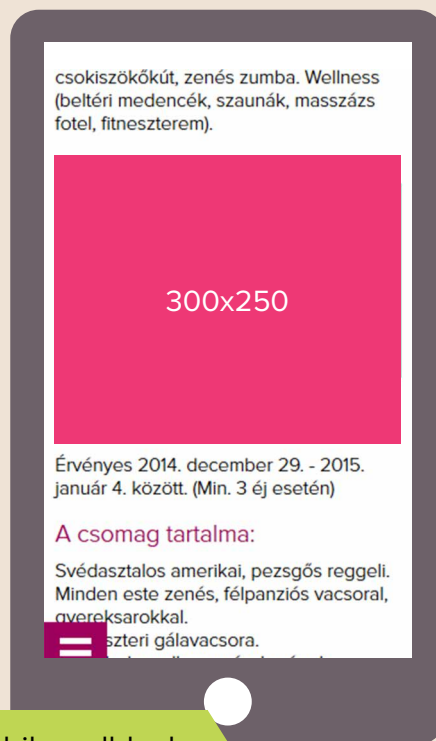 csokiszökőkút, zenés zumba. Wellness
(beltéri medencék, szaunák, masszázs
fotel, fitneszterem).
300x250
Érvényes 2014. december 29. - 2015.
január 4. között. (Min. 3 éj esetén)
A csomag tartalma:
Svédasztalos amerikai, pezsgős reggeli.
Minden este zenés, félpanziós vacsoral,
gyereksarokkal.
gálavacsora.